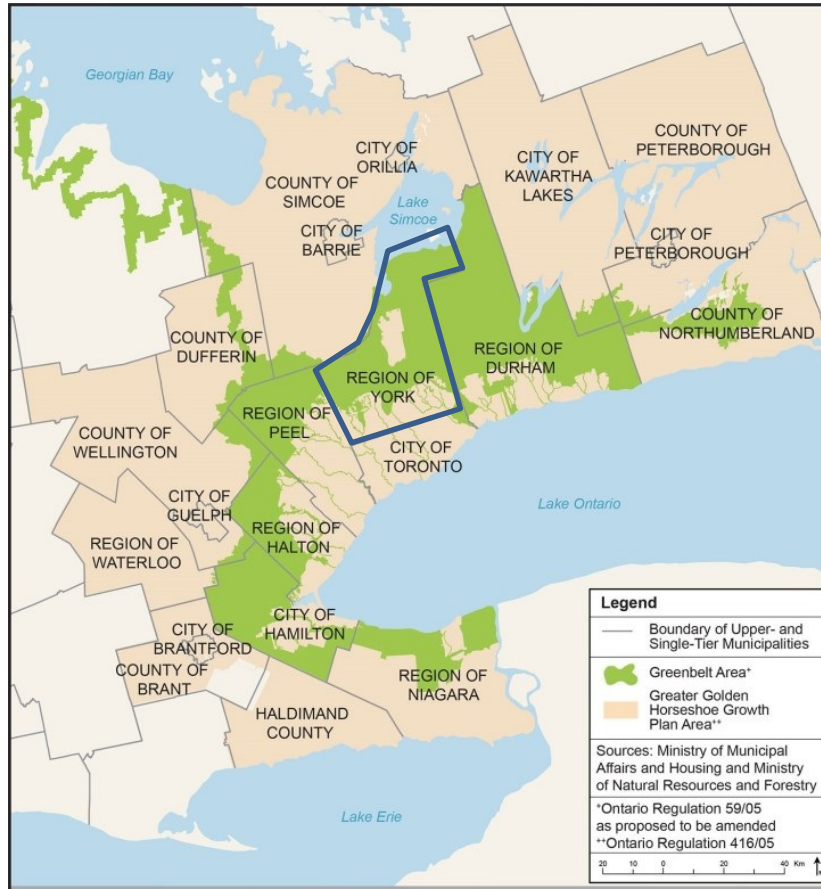 Georgian Bay
CITY OF
ORILLIA
COUNTY OF
PETERBOROUGH
CITY OF
KAWARTHA
LAKES
COUNTY OF
SIMCOE
Lake
Simcoe
CITY OF
BARRIE
CITY OF
PETERBOROUGH
COUNTY OF
NORTHUMBERLAND
COUNTY OF
DUFFERIN
REGION OF
DURHAM
REGION OF
YORK
REGION OF
PEEL
COUNTY OF
WELLINGTON
CITY OF
TORONTO
CITY OF
GUELPH
Lake Ontario
REGION OF
HALTON
REGION OF
WATERLOO
CITY OF
HAMILTON
CITY OF
BRANTFORD
COUNTY OF
BRANT
REGION OF
NIAGARA
HALDIMAND
COUNTY
Lake Erie
Legend
Boundary of Upper- and
Single-Tier Municipalities
Greenbelt Area+
Greater Golden
Horseshoe Growth
Plan Area++
Sources: Ministry of Municipal
Affairs and Housing and Ministry
of Natural Resources and Forestry
+Ontario Regulation 59/05
as proposed to be amended
++Ontario Regulation 416/05
20 10 0 20 40 Km